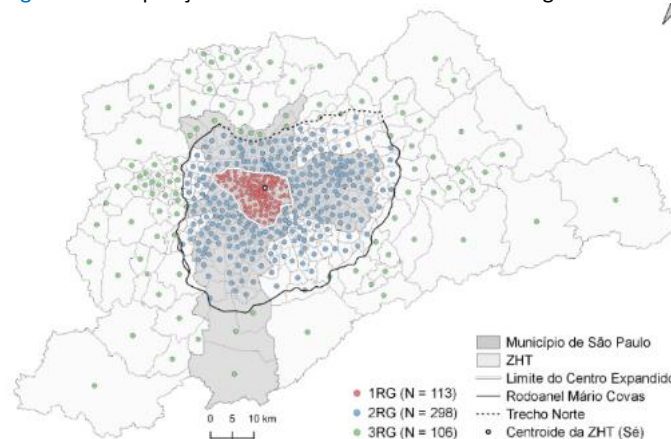 Município de São Paulo
ZHT
Limite do Centro Expandido
Rodoanel Mário Covas
Trecho Norte
Centroide da ZHT (Sé)
1RG (N = 113)
2RG (N = 298)
3RG (N = 106)
0 5 10 km